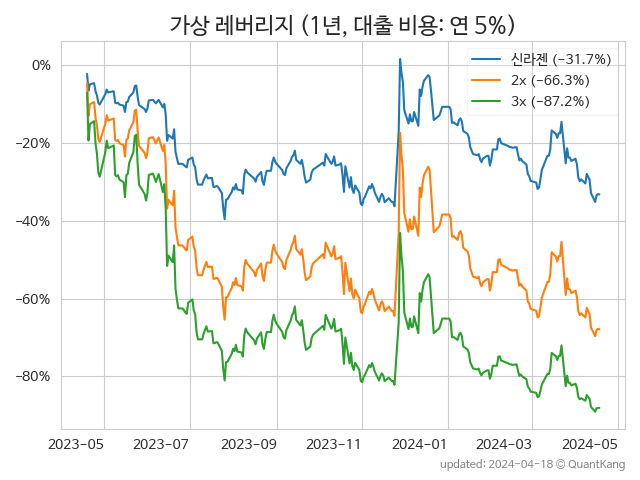 가상 레버리지 (1년, 대출 비용: 연 5%)
신라젠 (−31.7%)
2x (−66.3%)
3x (−87.2%)
0%
−20%
−40%
−60%
−80%
2023-05 2023-07 2023-09 2023-11 2024-01 2024-03 2024-05
updated: 2024-04-18 © QuantKang